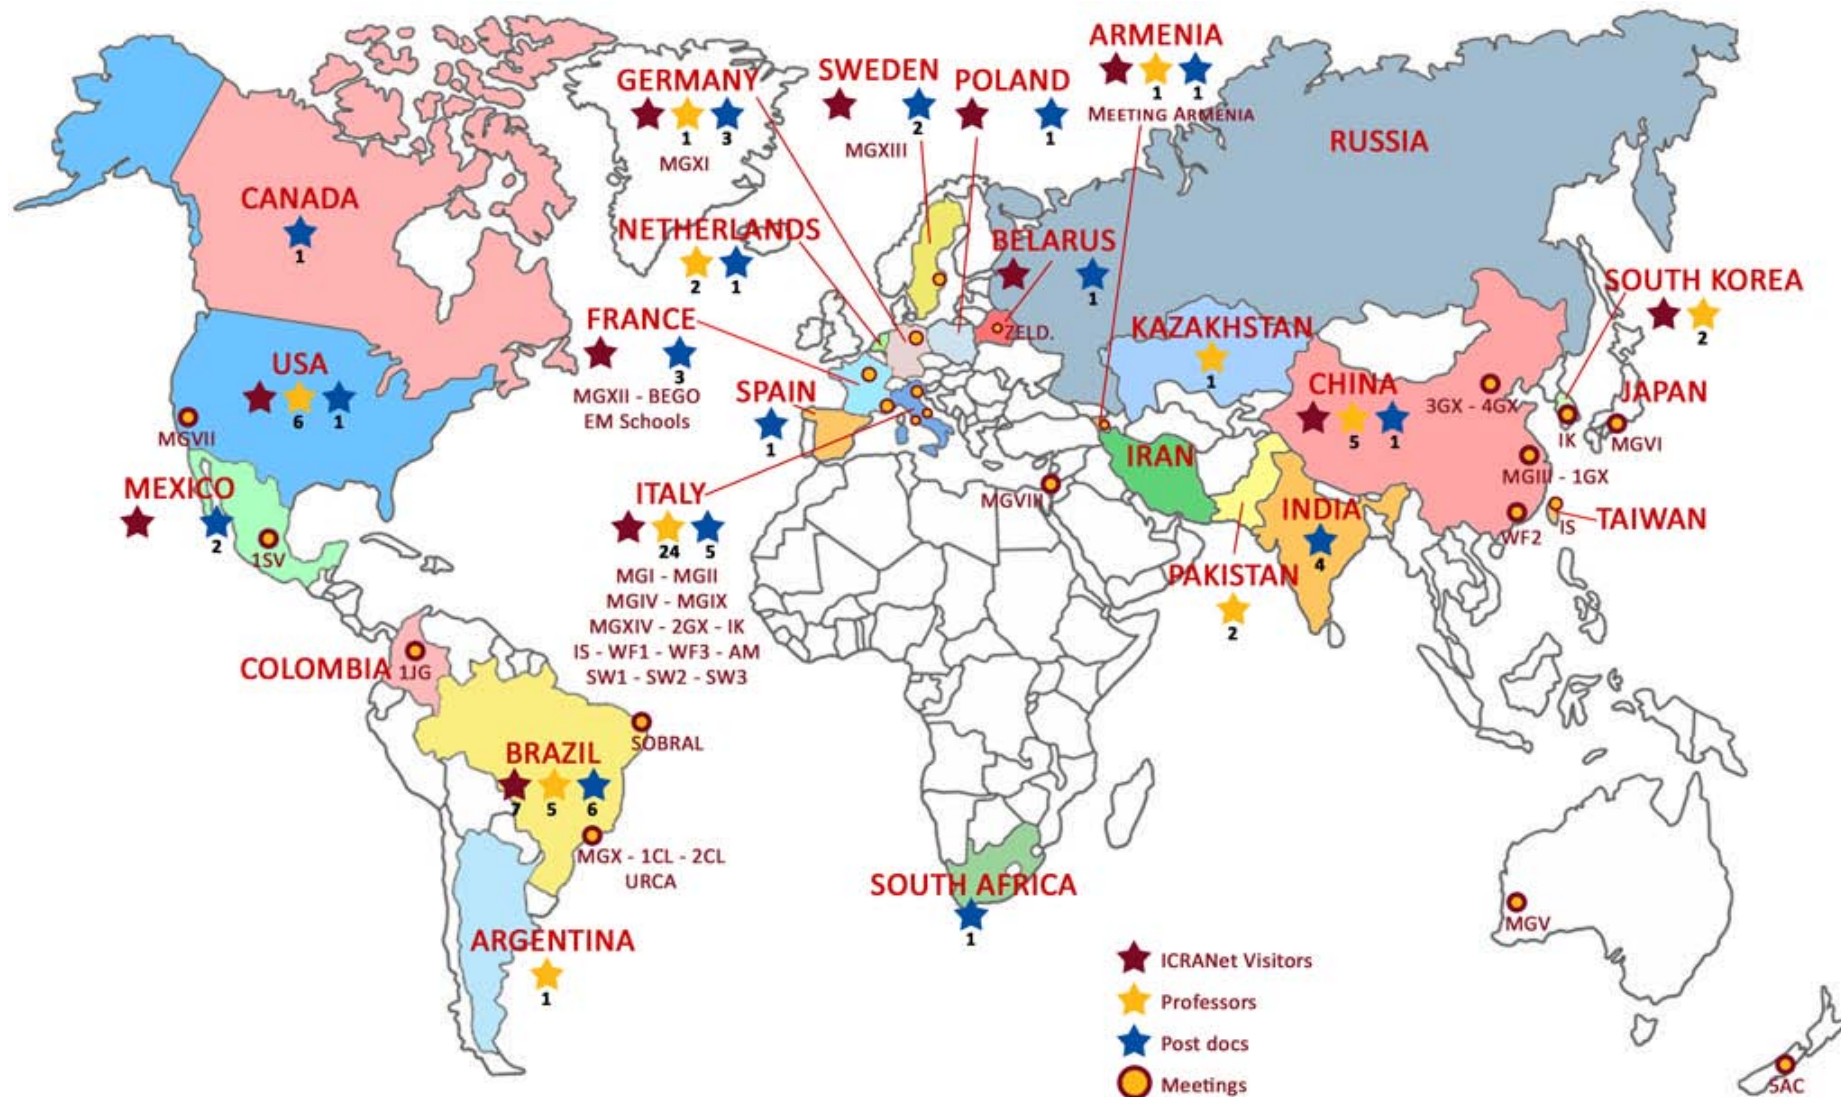 ARMENIA
1 1
MEETING ARMENIA
GERMANY
1 3
MGXI
SWEDEN
2
MGXIII
POLAND
1
RUSSIA
CANADA
1
NETHERLANDS
2 1
BELARUS
1
ZELD.
SOUTH KOREA
2
FRANCE
3
MGXII - BEGO
EM Schools
KAZAKHSTAN
1
USA
6 1
MGVII
SPAIN
1
CHINA
5 1
3GX - 4GX
JAPAN
IK
MGVI
IRAN
MGIII - 1GX
MEXICO
2
1SV
ITALY
24 5
MGI - MGII
MGIV - MGIX
MGXIV - 2GX - IK
IS - WF1 - WF3 - AM
SW1 - SW2 - SW3
MGVIII
INDIA
4
WF2
IS
TAIWAN
PAKISTAN
2
COLOMBIA
1JG
SOBRAL
BRAZIL
7 5 6
MGX - 1CL - 2CL
URCA
SOUTH AFRICA
1
MGV
ARGENTINA
1
ICRANet Visitors
Professors
Post docs
Meetings
SAC